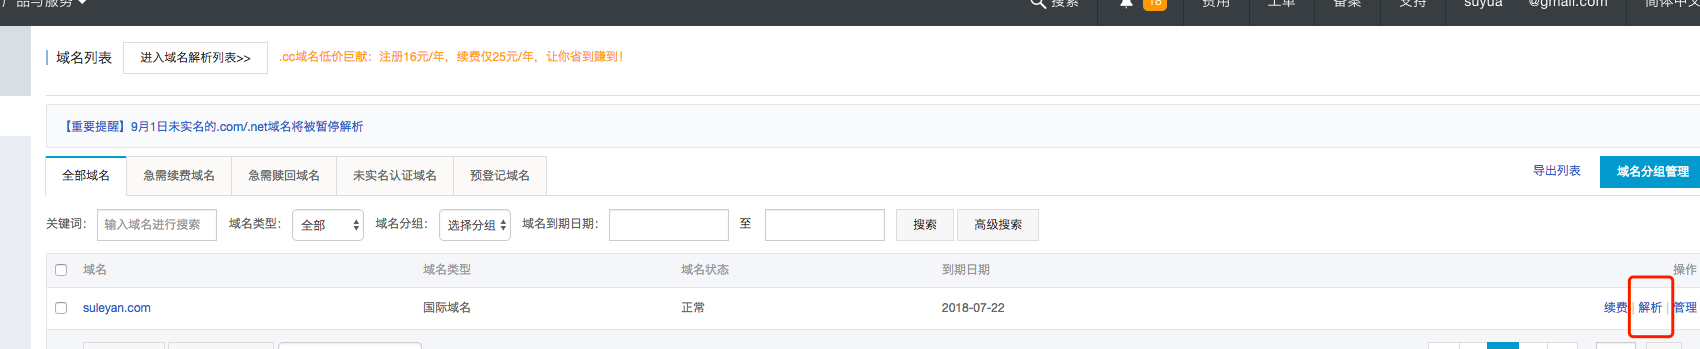 产品与服务 搜索 18 费用 工单 备案 支持 suyua @gmail.com 简体中文
域名列表 进入域名解析列表>> .cc域名低价巨献：注册16元/年，续费仅25元/年，让你省到赚到！
【重要提醒】9月1日未实名的.com/.net域名将被暂停解析
全部域名 急需续费域名 急需赎回域名 未实名认证域名 预登记域名 导出列表 域名分组管理
关键词： 输入域名进行搜索 域名类型： 全部 域名分组： 选择分组 域名到期日期： 至 搜索 高级搜索
域名 域名类型 域名状态 到期日期 操作
suleyan.com 国际域名 正常 2018-07-22 续费 | 解析 | 管理